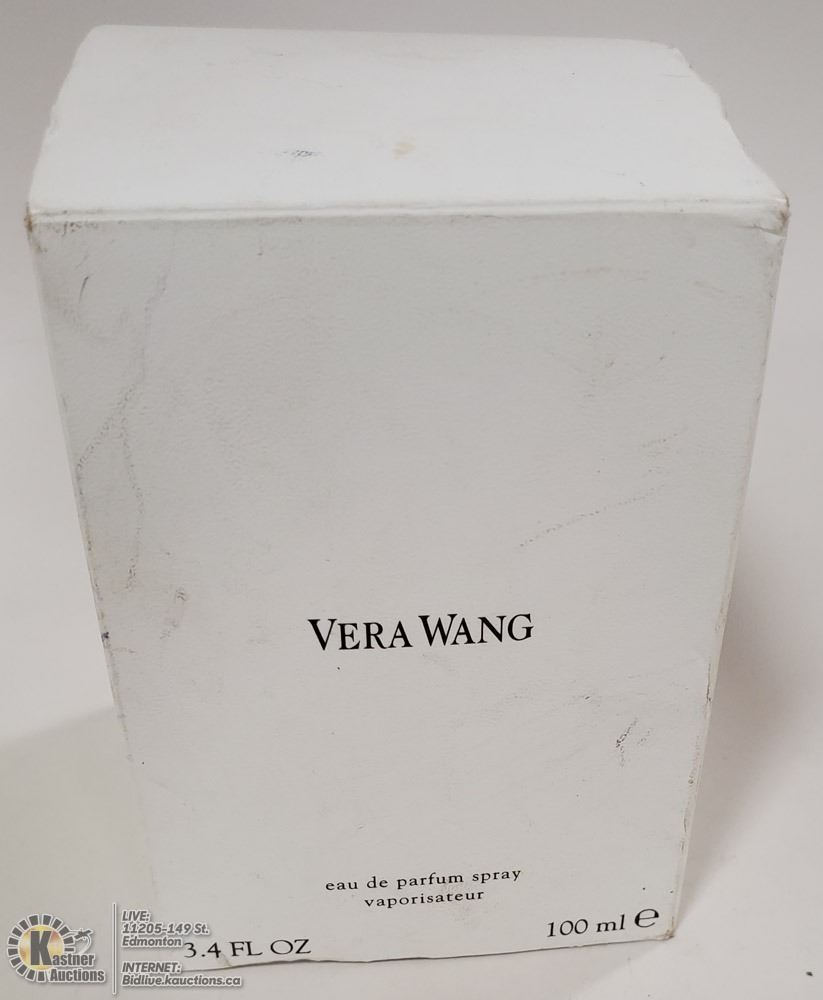 VERA WANG
eau de parfum spray
vaporisateur
3.4 FL OZ
100 ml ℮
Kastner
Auctions
LIVE:
11205-149 St.
Edmonton
INTERNET:
Bidlive.kauctions.ca